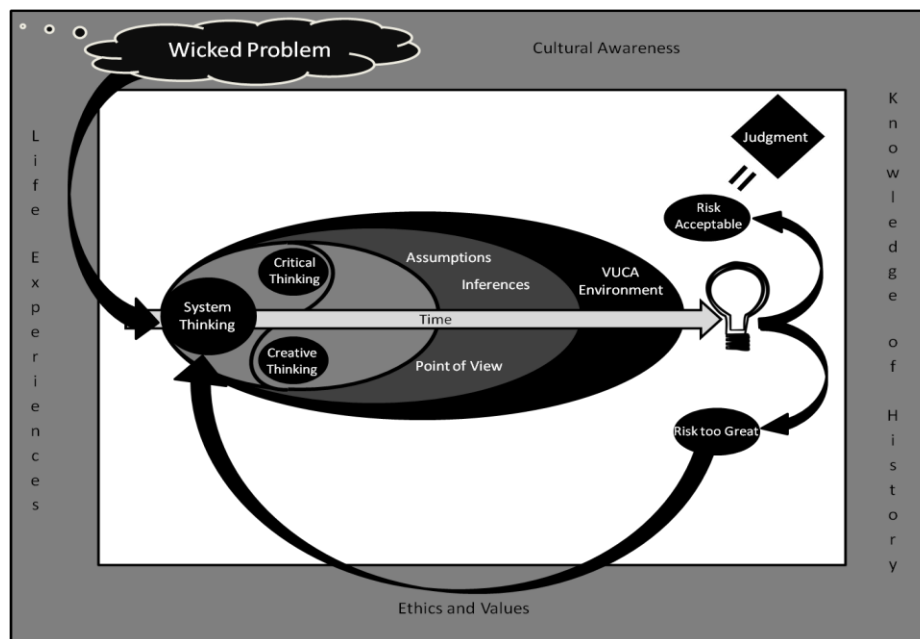 Wicked Problem
Cultural Awareness
Life Experiences
Knowledge of History
Judgment
Risk
Acceptable
Critical
Thinking
Assumptions
Inferences
VUCA
Environment
System
Thinking
Time
Creative
Thinking
Point of View
Risk too Great
Ethics and Values